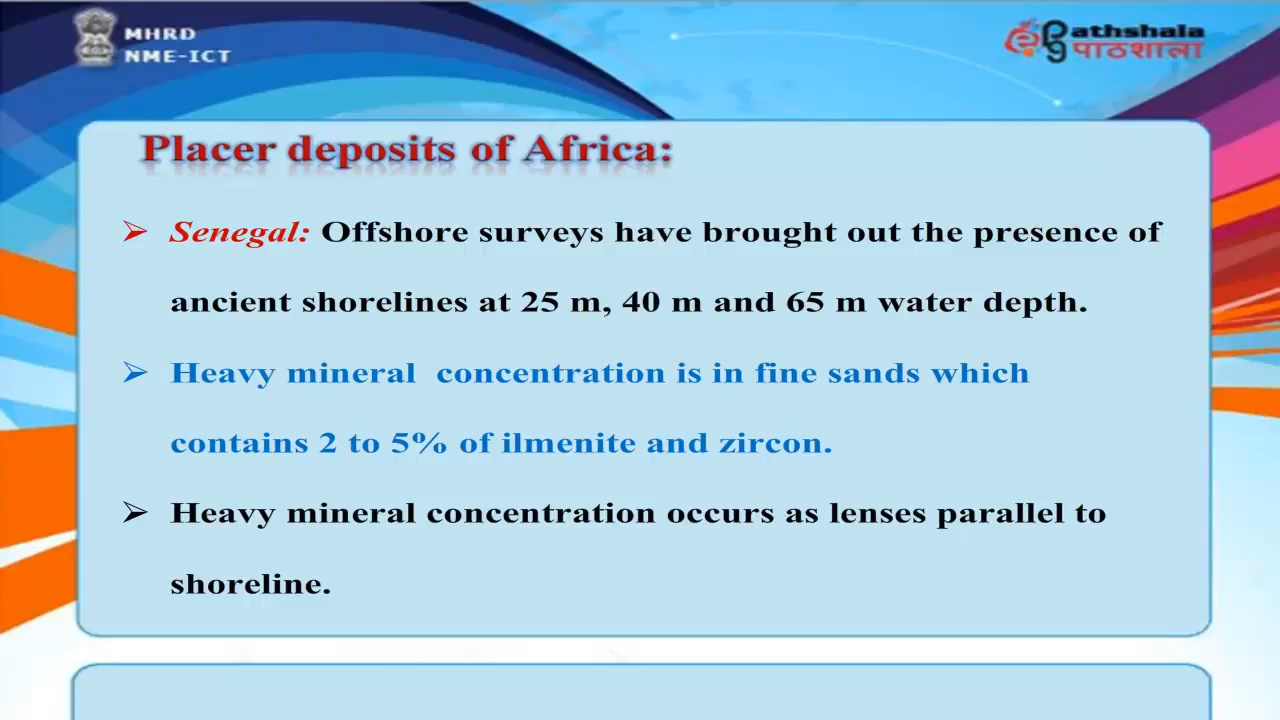 MHRD
NME-ICT
e pg athshala
पाठशाला
Placer deposits of Africa:
➢ Senegal: Offshore surveys have brought out the presence of
ancient shorelines at 25 m, 40 m and 65 m water depth.
➢ Heavy mineral concentration is in fine sands which
contains 2 to 5% of ilmenite and zircon.
➢ Heavy mineral concentration occurs as lenses parallel to
shoreline.